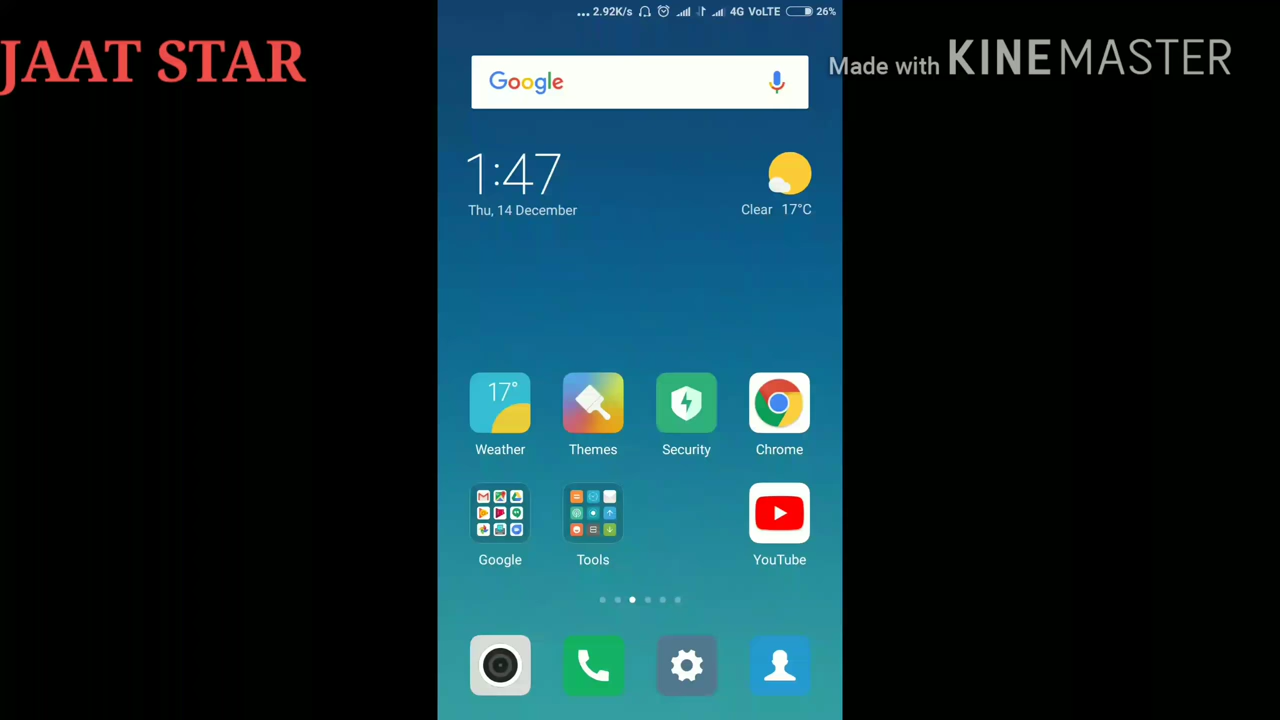 ... 2.92K/s 4G VoLTE 26%
JAAT STAR
Made with KINEMASTER
Google
1:47
Thu, 14 December
Clear 17°C
17°
Weather Themes Security Chrome
Google Tools YouTube